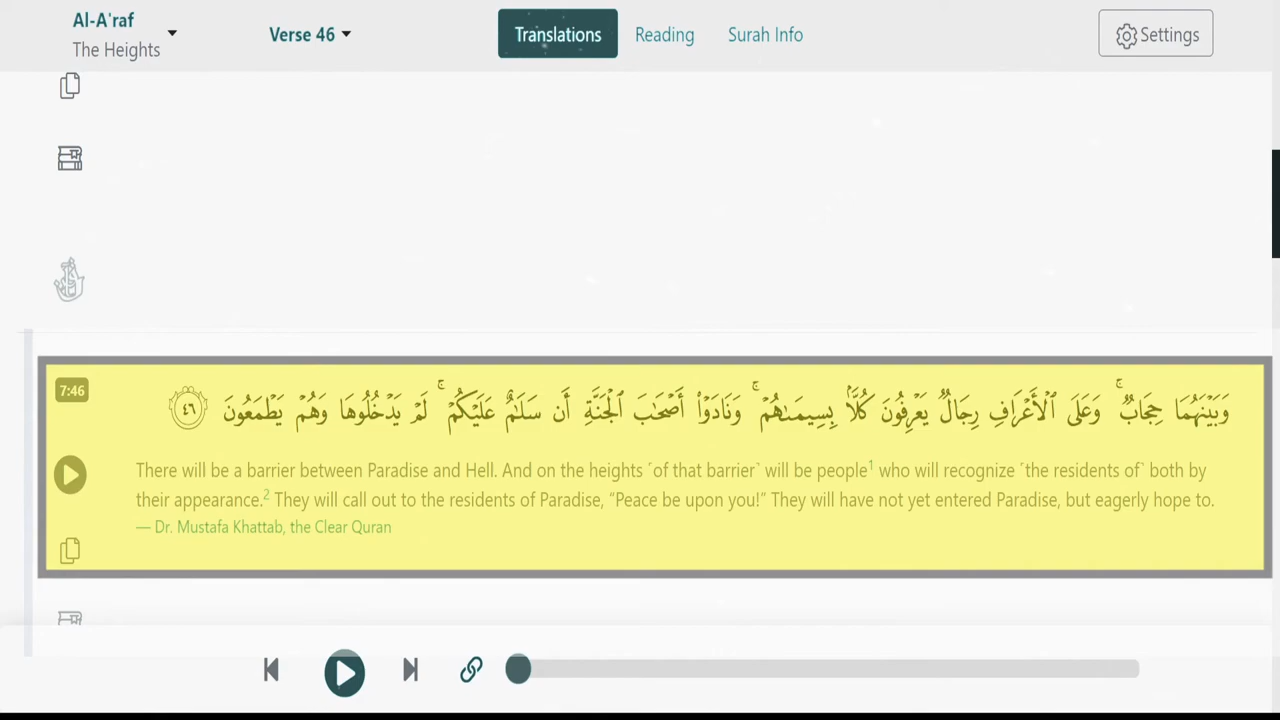 Al-A'raf
The Heights
Verse 46
Translations
Reading
Surah Info
Settings
7:46
وَبَيْنَهُمَا حِجَابٌ ۚ وَعَلَى ٱلْأَعْرَافِ رِجَالٌ يَعْرِفُونَ كُلًّۢا بِسِيمَىٰهُمْ ۚ وَنَادَوْا۟ أَصْحَـٰبَ ٱلْجَنَّةِ أَن سَلَـٰمٌ عَلَيْكُمْ ۚ لَمْ يَدْخُلُوهَا وَهُمْ يَطْمَعُونَ ٤٦
There will be a barrier between Paradise and Hell. And on the heights ˹of that barrier˺ will be people1 who will recognize ˹the residents of˺ both by
their appearance.2 They will call out to the residents of Paradise, “Peace be upon you!” They will have not yet entered Paradise, but eagerly hope to.
— Dr. Mustafa Khattab, the Clear Quran